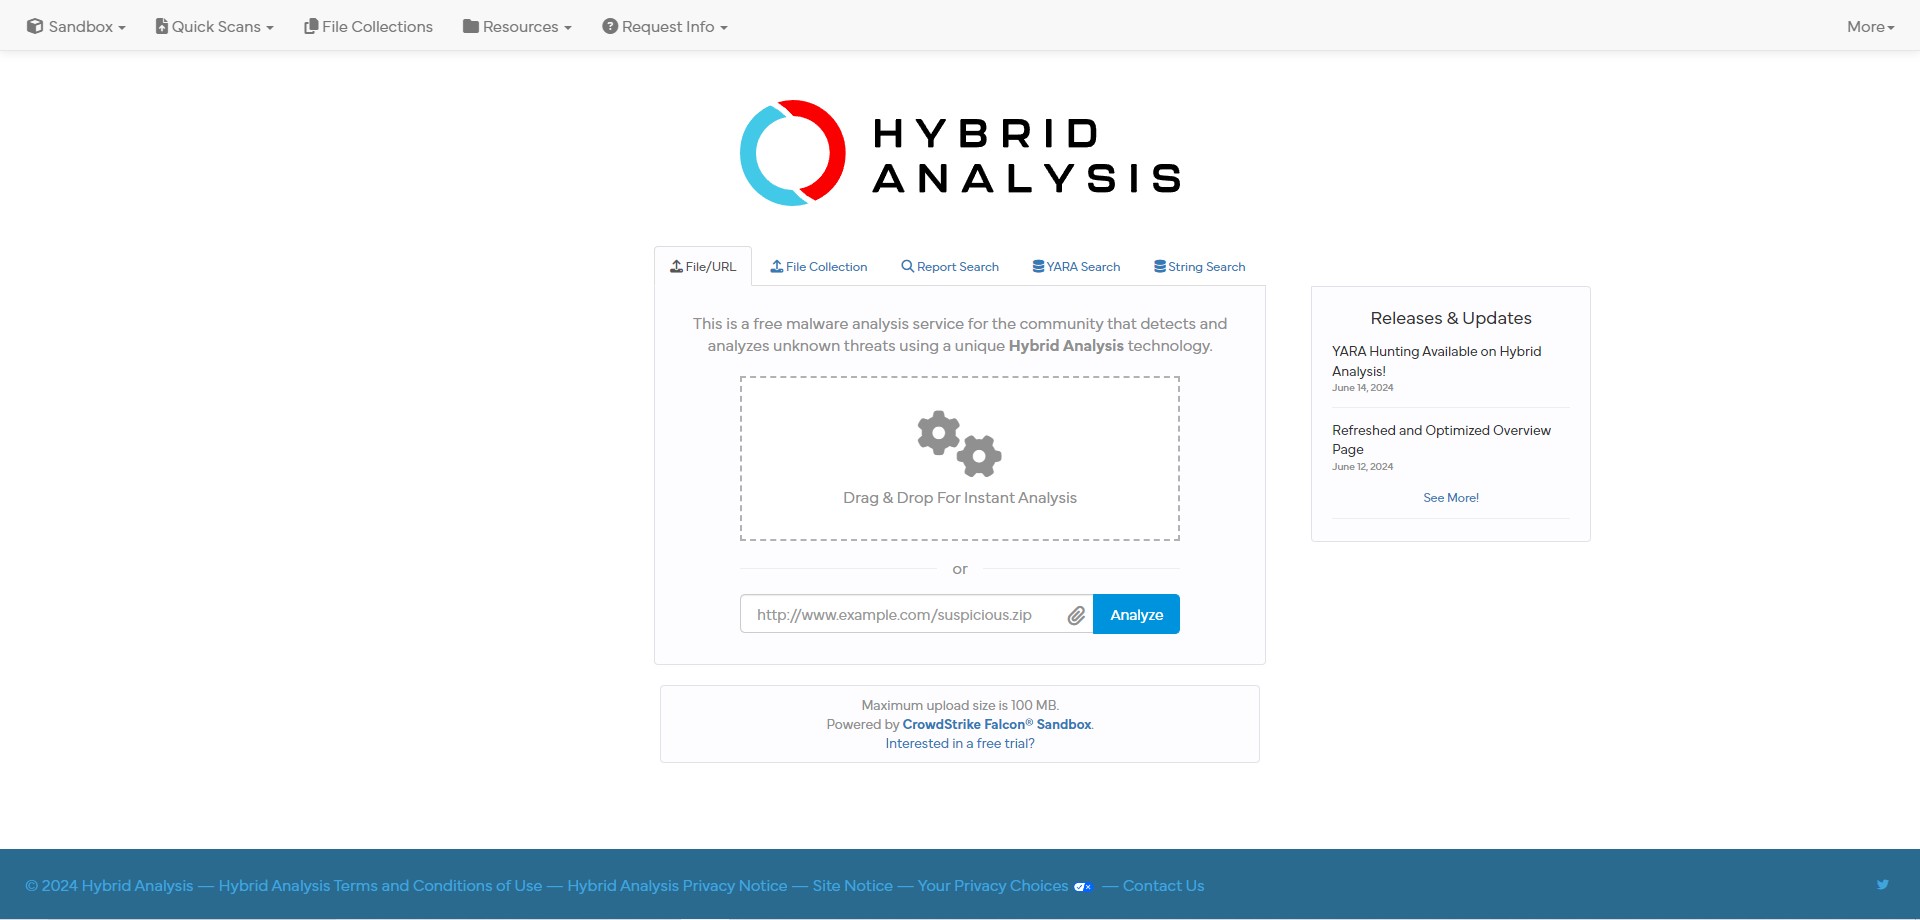 Sandbox
Quick Scans
File Collections
Resources
Request Info
More
HYBRID
ANALYSIS
File/URL
File Collection
Report Search
YARA Search
String Search
This is a free malware analysis service for the community that detects and
analyzes unknown threats using a unique Hybrid Analysis technology.
Drag & Drop For Instant Analysis
or
http://www.example.com/suspicious.zip
Analyze
Maximum upload size is 100 MB.
Powered by CrowdStrike Falcon® Sandbox.
Interested in a free trial?
Releases & Updates
YARA Hunting Available on Hybrid
Analysis!
June 14, 2024
Refreshed and Optimized Overview
Page
June 12, 2024
See More!
© 2024 Hybrid Analysis — Hybrid Analysis Terms and Conditions of Use — Hybrid Analysis Privacy Notice — Site Notice — Your Privacy Choices — Contact Us